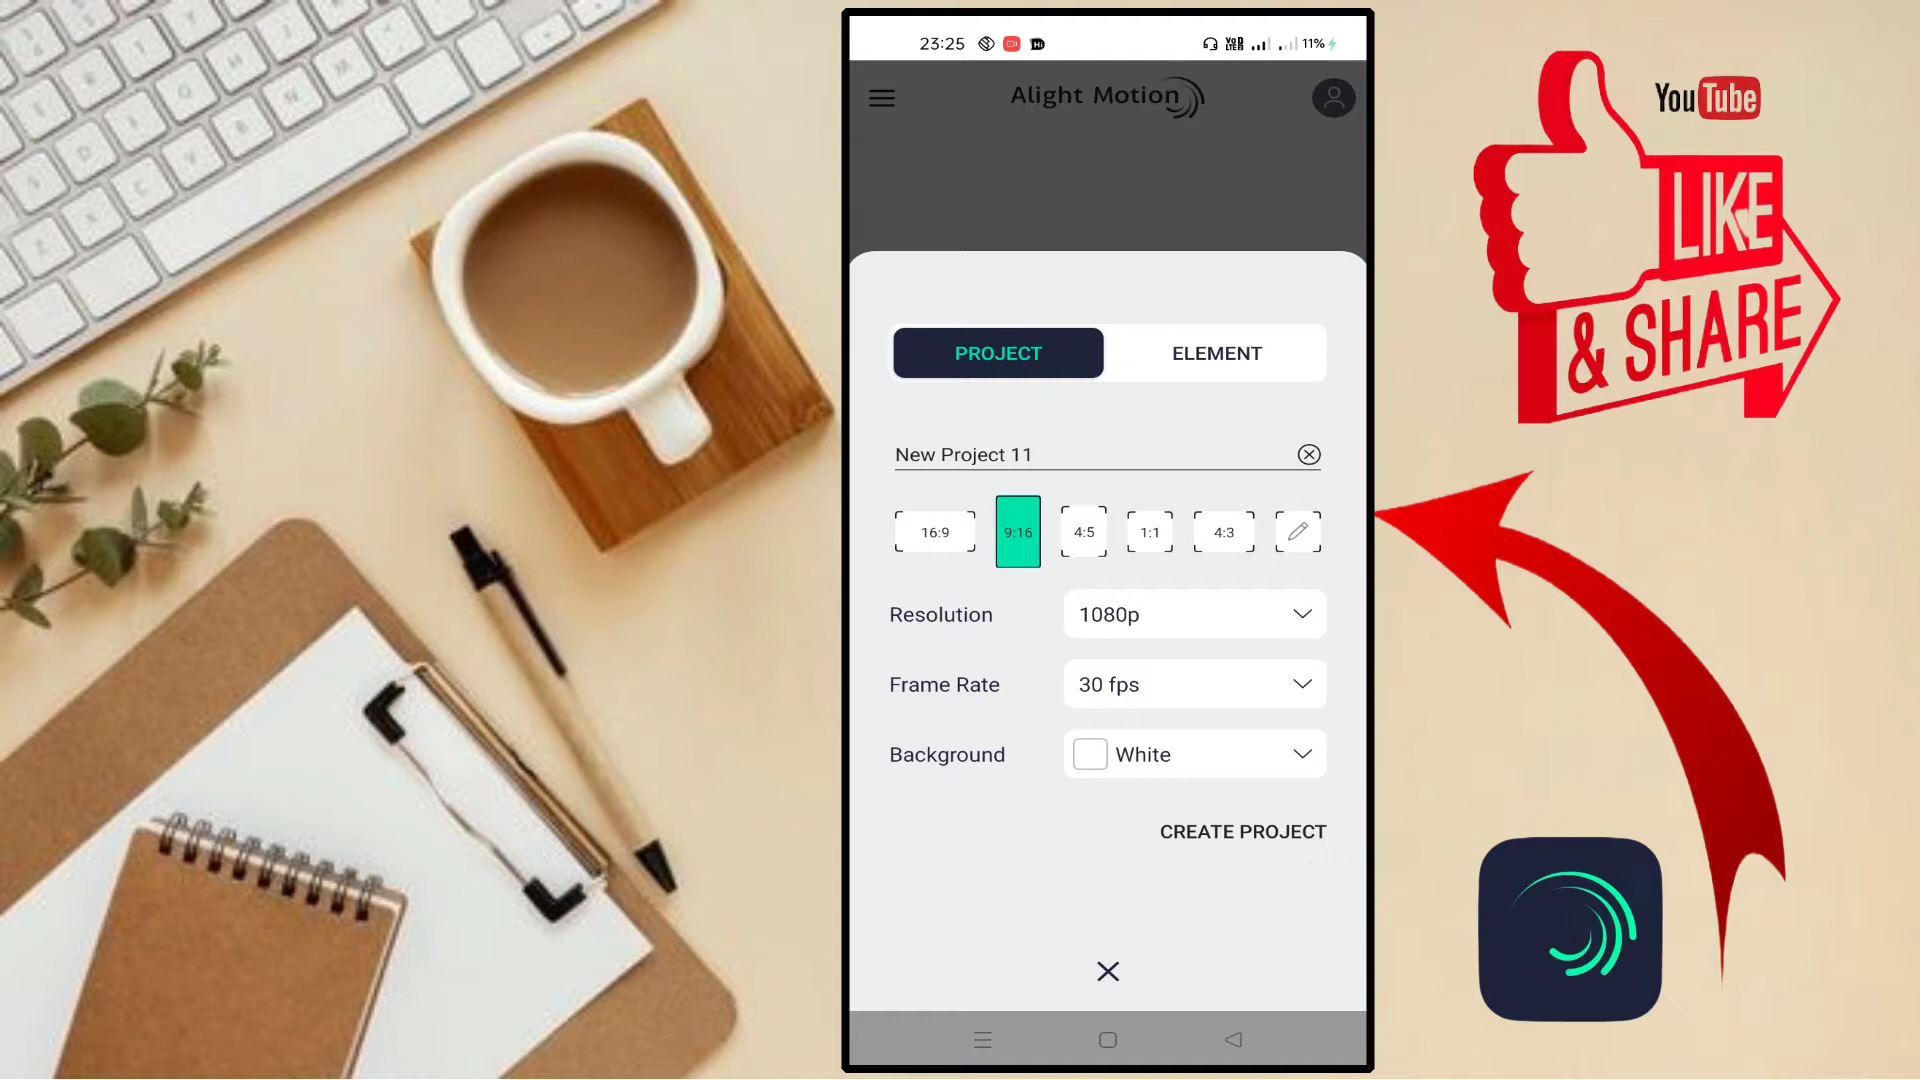 23:25
11%
Alight Motion
PROJECT
ELEMENT
New Project 11
16:9
9:16
4:5
1:1
4:3
Resolution
1080p
Frame Rate
30 fps
Background
White
CREATE PROJECT
YouTube
LIKE
& SHARE